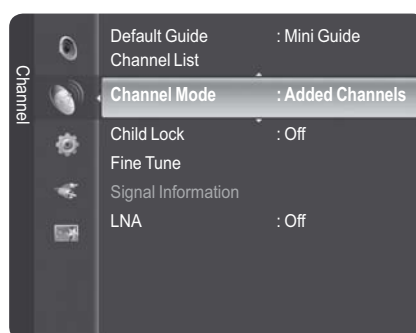 Channel
Default Guide : Mini Guide
Channel List
Channel Mode : Added Channels
Child Lock : Off
Fine Tune
Signal Information
LNA : Off